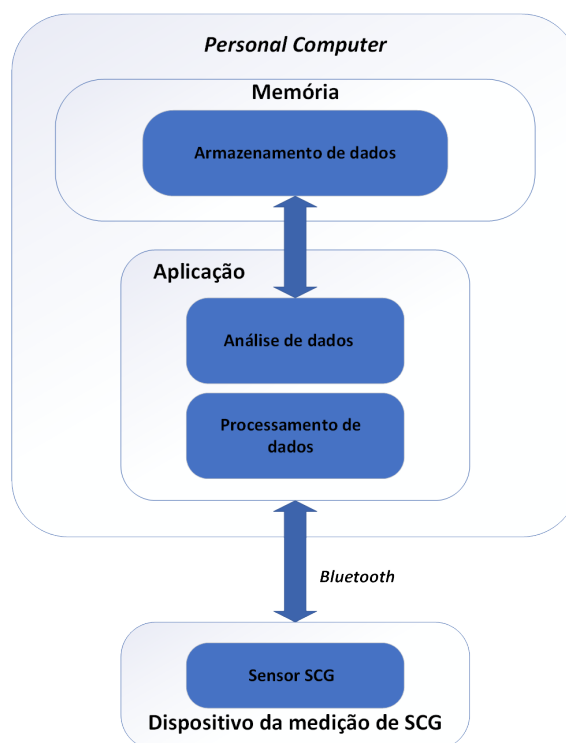 Personal Computer
Memória
Armazenamento de dados
Aplicação
Análise de dados
Processamento de
dados
Bluetooth
Sensor SCG
Dispositivo da medição de SCG